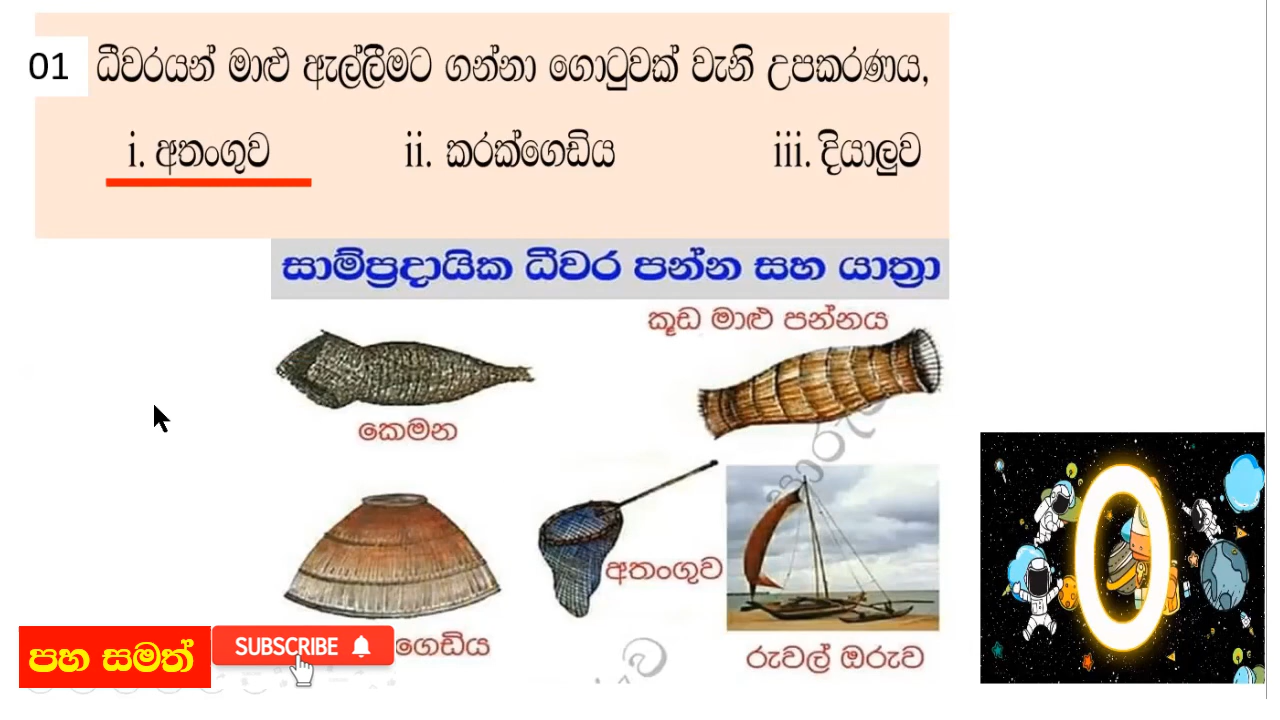 01 ධීවරයන් මාළු ඇල්ලීමට ගන්නා ගොටුවක් වැනි උපකරණය,
i. අතංගුව ii. කරක්ගෙඩිය iii. දියාලුව
සාම්ප්‍රදායික ධීවර පන්න සහ යාත්‍රා
කූඩ මාළු පන්නය
කෙමන
අතංගුව
ගෙඩිය
රුවල් ඔරුව
පහ සමත්
SUBSCRIBE
0